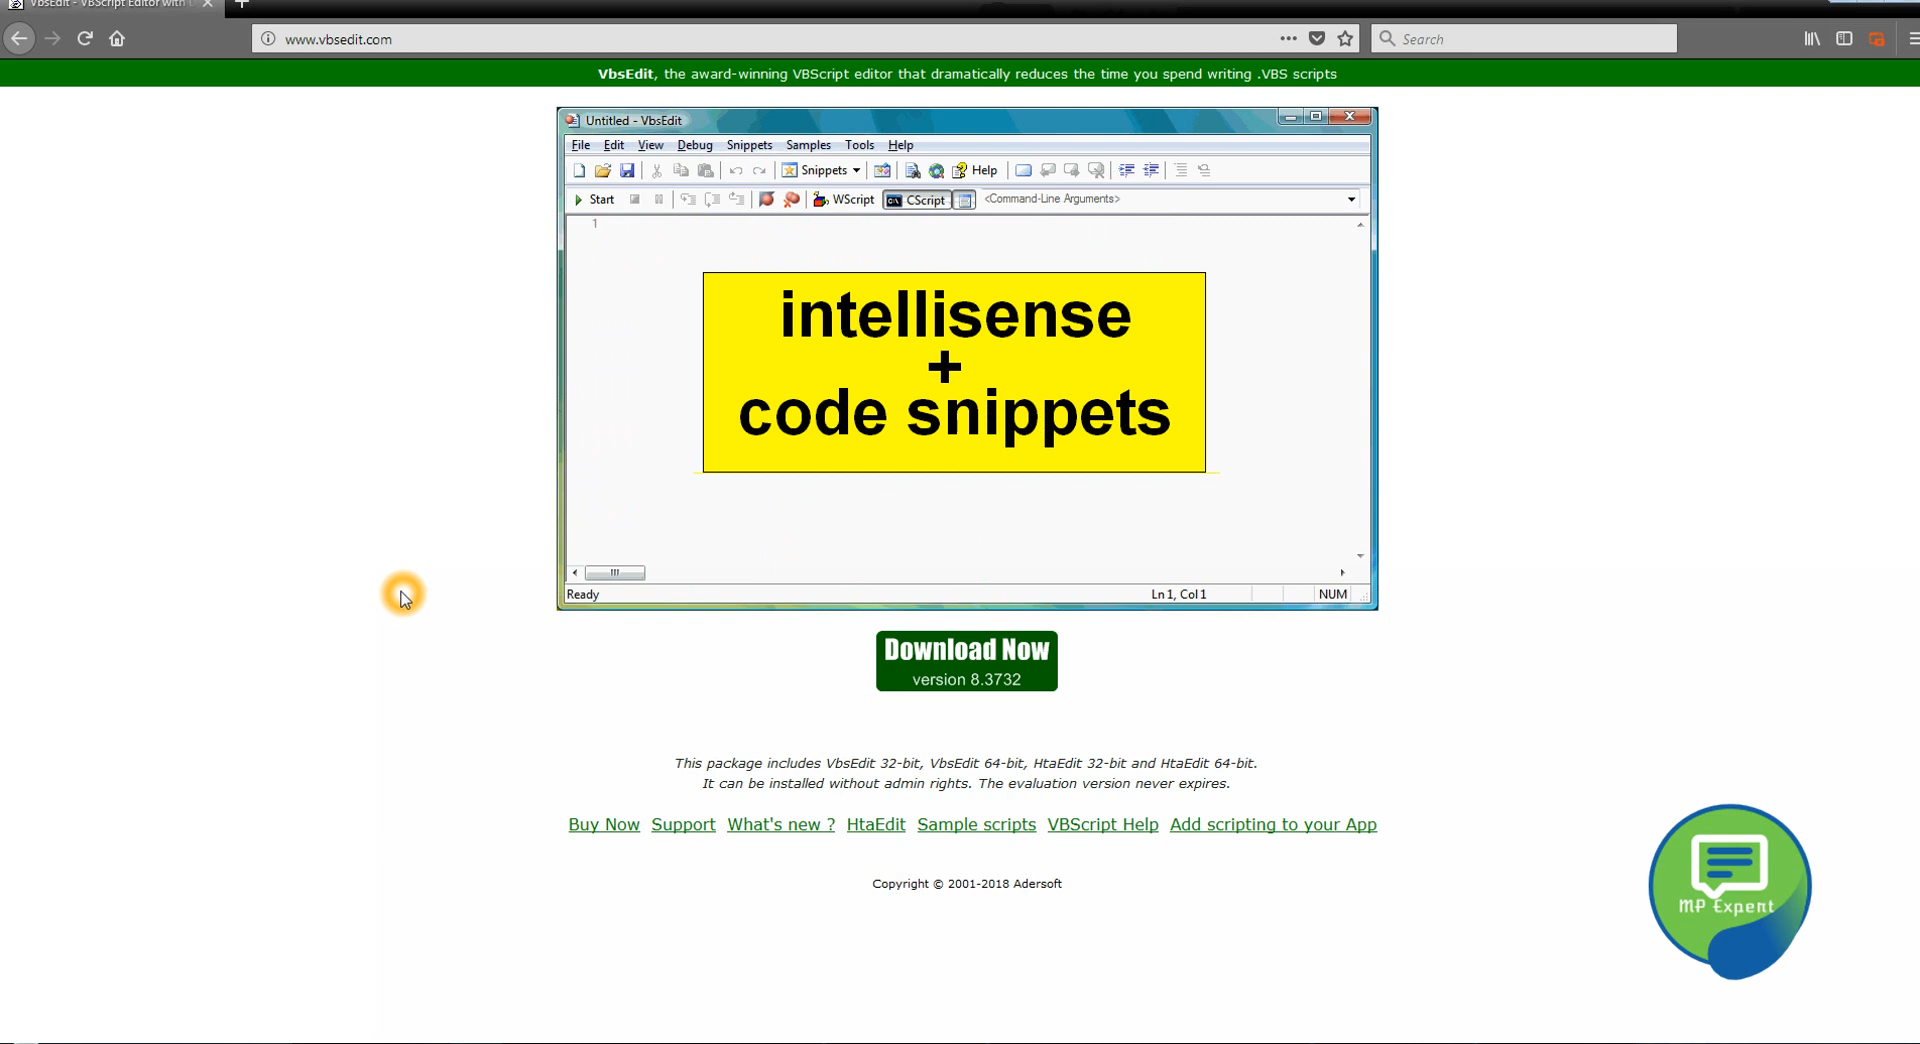 VbsEdit - VBScript Editor with
www.vbsedit.com
Search
VbsEdit, the award-winning VBScript editor that dramatically reduces the time you spend writing .VBS scripts
Untitled - VbsEdit
File Edit View Debug Snippets Samples Tools Help
Snippets Help
Start WScript CScript <Command-Line Arguments>
1
intellisense
+
code snippets
Ready Ln 1, Col 1 NUM
Download Now
version 8.3732
This package includes VbsEdit 32-bit, VbsEdit 64-bit, HtaEdit 32-bit and HtaEdit 64-bit.
It can be installed without admin rights. The evaluation version never expires.
Buy Now Support What's new ? HtaEdit Sample scripts VBScript Help Add scripting to your App
MP Expert
Copyright © 2001-2018 Adersoft